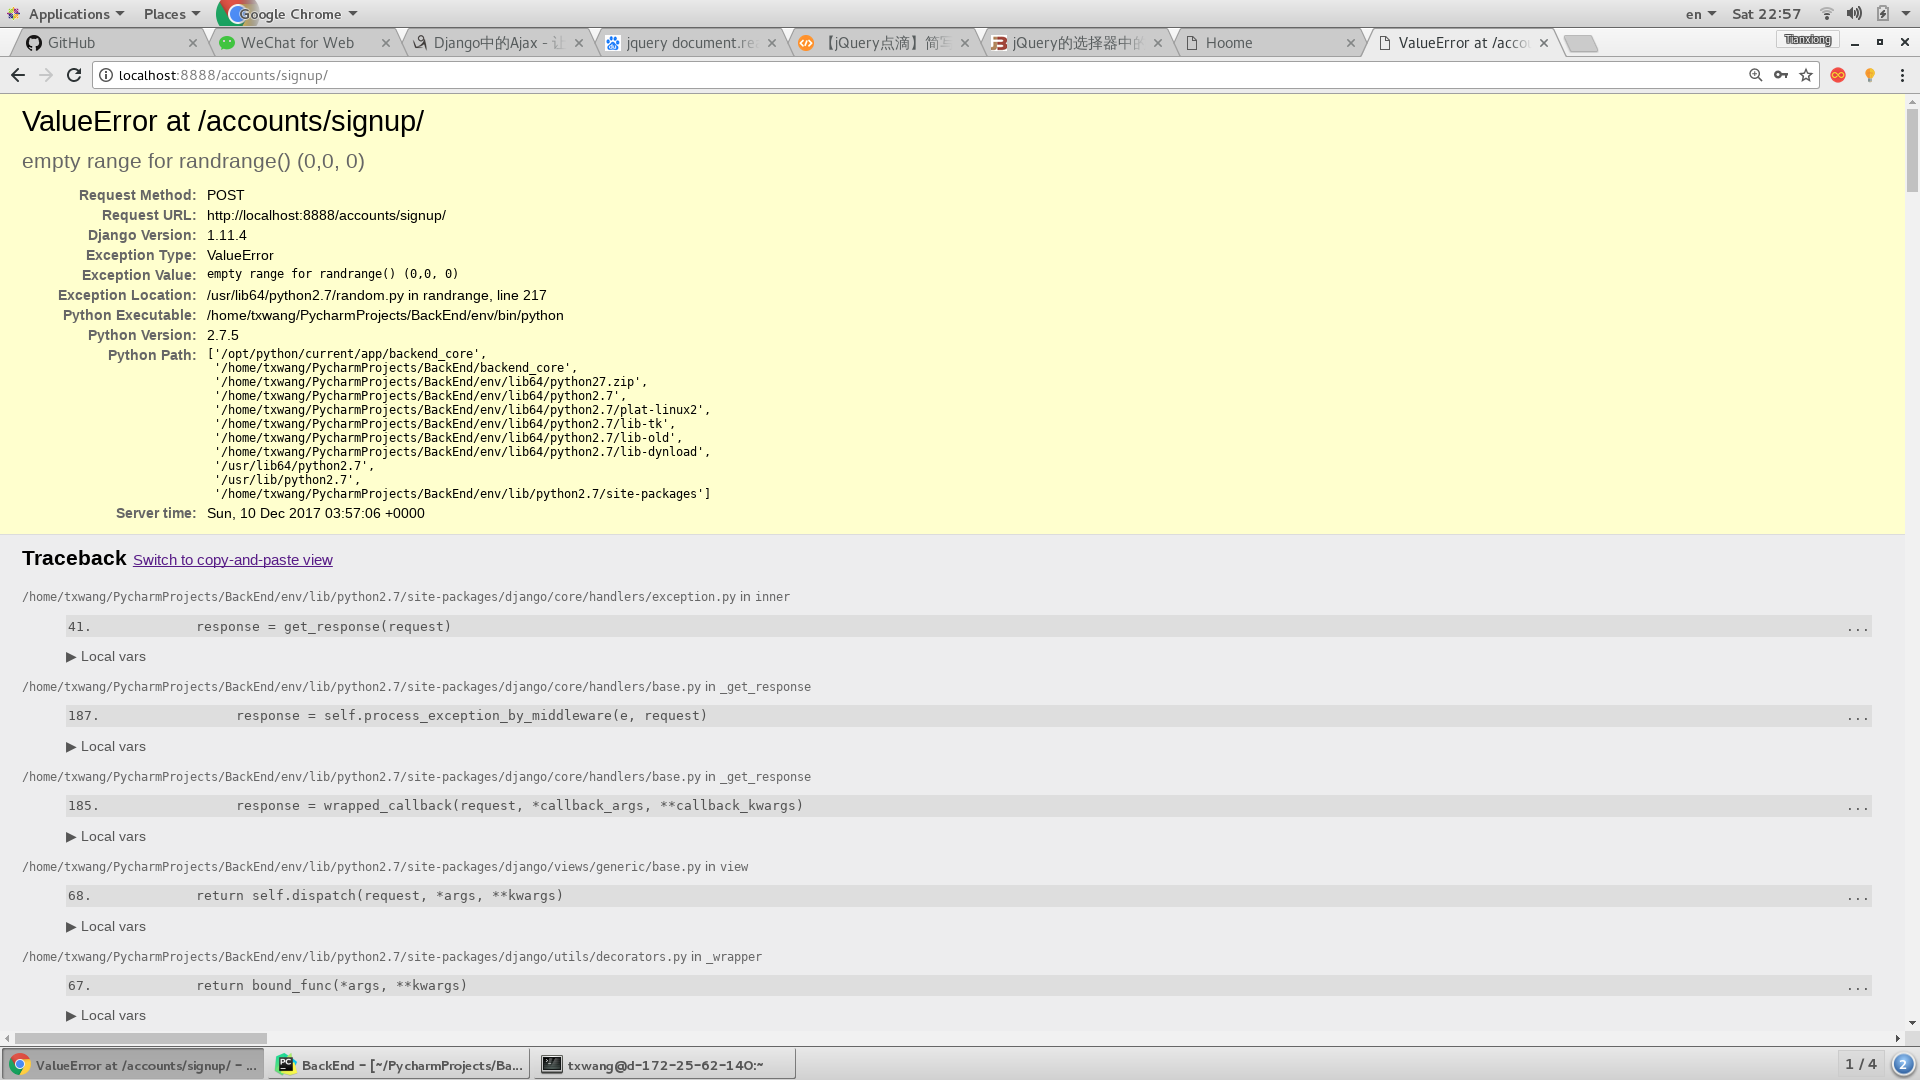 Applications Places Google Chrome en Sat 22:57
GitHub WeChat for Web Django中的Ajax - jquery document.re 【jQuery点滴】简写 jQuery的选择器中的 Hoome ValueError at /accou Tianxiong
localhost:8888/accounts/signup/
ValueError at /accounts/signup/
empty range for randrange() (0,0, 0)
Request Method: POST
Request URL: http://localhost:8888/accounts/signup/
Django Version: 1.11.4
Exception Type: ValueError
Exception Value: empty range for randrange() (0,0, 0)
Exception Location: /usr/lib64/python2.7/random.py in randrange, line 217
Python Executable: /home/txwang/PycharmProjects/BackEnd/env/bin/python
Python Version: 2.7.5
Python Path: ['/opt/python/current/app/backend_core',
'/home/txwang/PycharmProjects/BackEnd/backend_core',
'/home/txwang/PycharmProjects/BackEnd/env/lib64/python27.zip',
'/home/txwang/PycharmProjects/BackEnd/env/lib64/python2.7',
'/home/txwang/PycharmProjects/BackEnd/env/lib64/python2.7/plat-linux2',
'/home/txwang/PycharmProjects/BackEnd/env/lib64/python2.7/lib-tk',
'/home/txwang/PycharmProjects/BackEnd/env/lib64/python2.7/lib-old',
'/home/txwang/PycharmProjects/BackEnd/env/lib64/python2.7/lib-dynload',
'/usr/lib64/python2.7',
'/usr/lib/python2.7',
'/home/txwang/PycharmProjects/BackEnd/env/lib/python2.7/site-packages']
Server time: Sun, 10 Dec 2017 03:57:06 +0000
Traceback Switch to copy-and-paste view
/home/txwang/PycharmProjects/BackEnd/env/lib/python2.7/site-packages/django/core/handlers/exception.py in inner
41. response = get_response(request) ...
▶ Local vars
/home/txwang/PycharmProjects/BackEnd/env/lib/python2.7/site-packages/django/core/handlers/base.py in _get_response
187. response = self.process_exception_by_middleware(e, request) ...
▶ Local vars
/home/txwang/PycharmProjects/BackEnd/env/lib/python2.7/site-packages/django/core/handlers/base.py in _get_response
185. response = wrapped_callback(request, *callback_args, **callback_kwargs) ...
▶ Local vars
/home/txwang/PycharmProjects/BackEnd/env/lib/python2.7/site-packages/django/views/generic/base.py in view
68. return self.dispatch(request, *args, **kwargs) ...
▶ Local vars
/home/txwang/PycharmProjects/BackEnd/env/lib/python2.7/site-packages/django/utils/decorators.py in _wrapper
67. return bound_func(*args, **kwargs) ...
▶ Local vars
ValueError at /accounts/signup/ - ... BackEnd - [~/PycharmProjects/Ba... txwang@d-172-25-62-140:~ 1 / 4 2